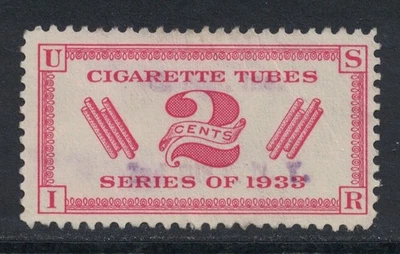 U S
CIGARETTE TUBES
2
CENTS
SERIES OF 1933
I R